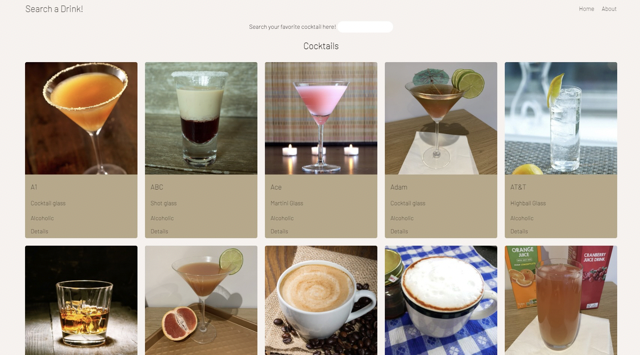 Search a Drink!
Home About
Search your favorite cocktail here!
Cocktails
A1
Cocktail glass
Alcoholic
Details
ABC
Shot glass
Alcoholic
Details
Ace
Martini Glass
Alcoholic
Details
Adam
Cocktail glass
Alcoholic
Details
AT&T
Highball Glass
Alcoholic
Details
ORANGE
JUICE
CRANBERRY
JUICE DRINK